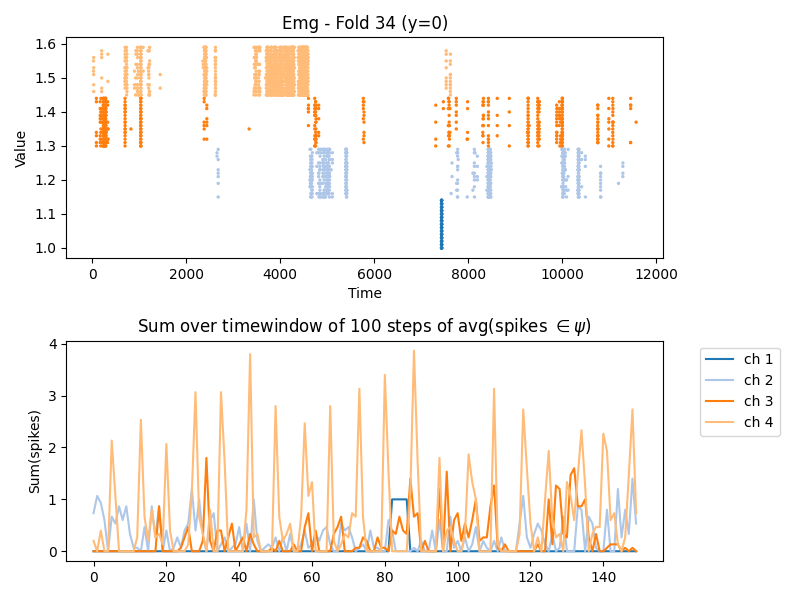 Emg - Fold 34 (y=0)
Value
1.6
1.5
1.4
1.3
1.2
1.1
1.0
0 2000 4000 6000 8000 10000 12000
Time
Sum over timewindow of 100 steps of avg(spikes ∈ ψ)
Sum(spikes)
4
3
2
1
0
0 20 40 60 80 100 120 140
ch 1
ch 2
ch 3
ch 4